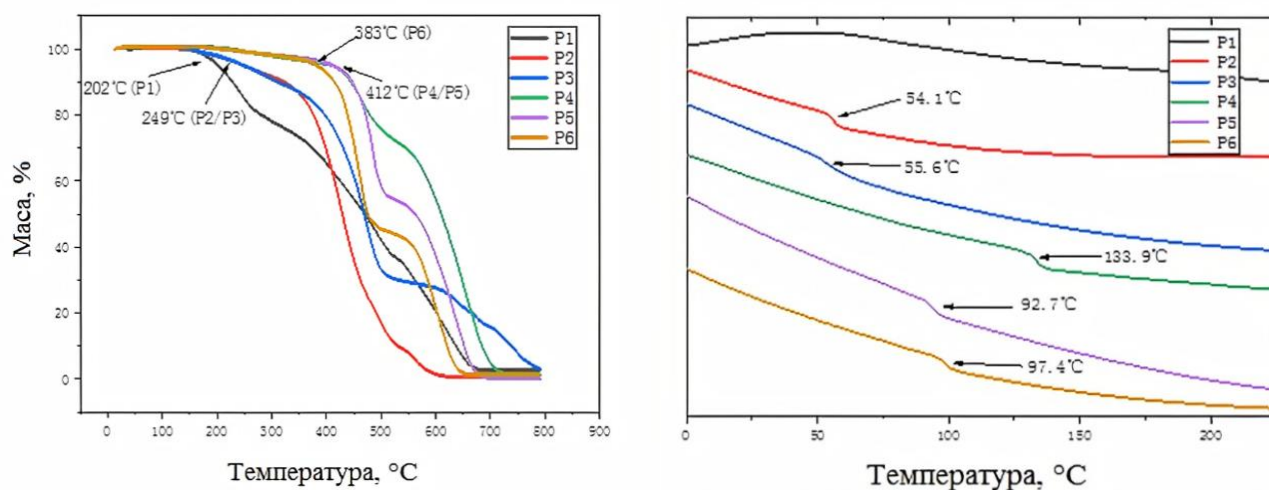 100
80
60
40
20
0
Маса, %
383℃ (P6)
202℃ (P1)
412℃ (P4/P5)
249℃ (P2/P3)
P1
P2
P3
P4
P5
P6
0 100 200 300 400 500 600 700 800 900
Температура, °C
P1
P2
P3
P4
P5
P6
54.1℃
55.6℃
133.9℃
92.7℃
97.4℃
0 50 100 150 200
Температура, °C